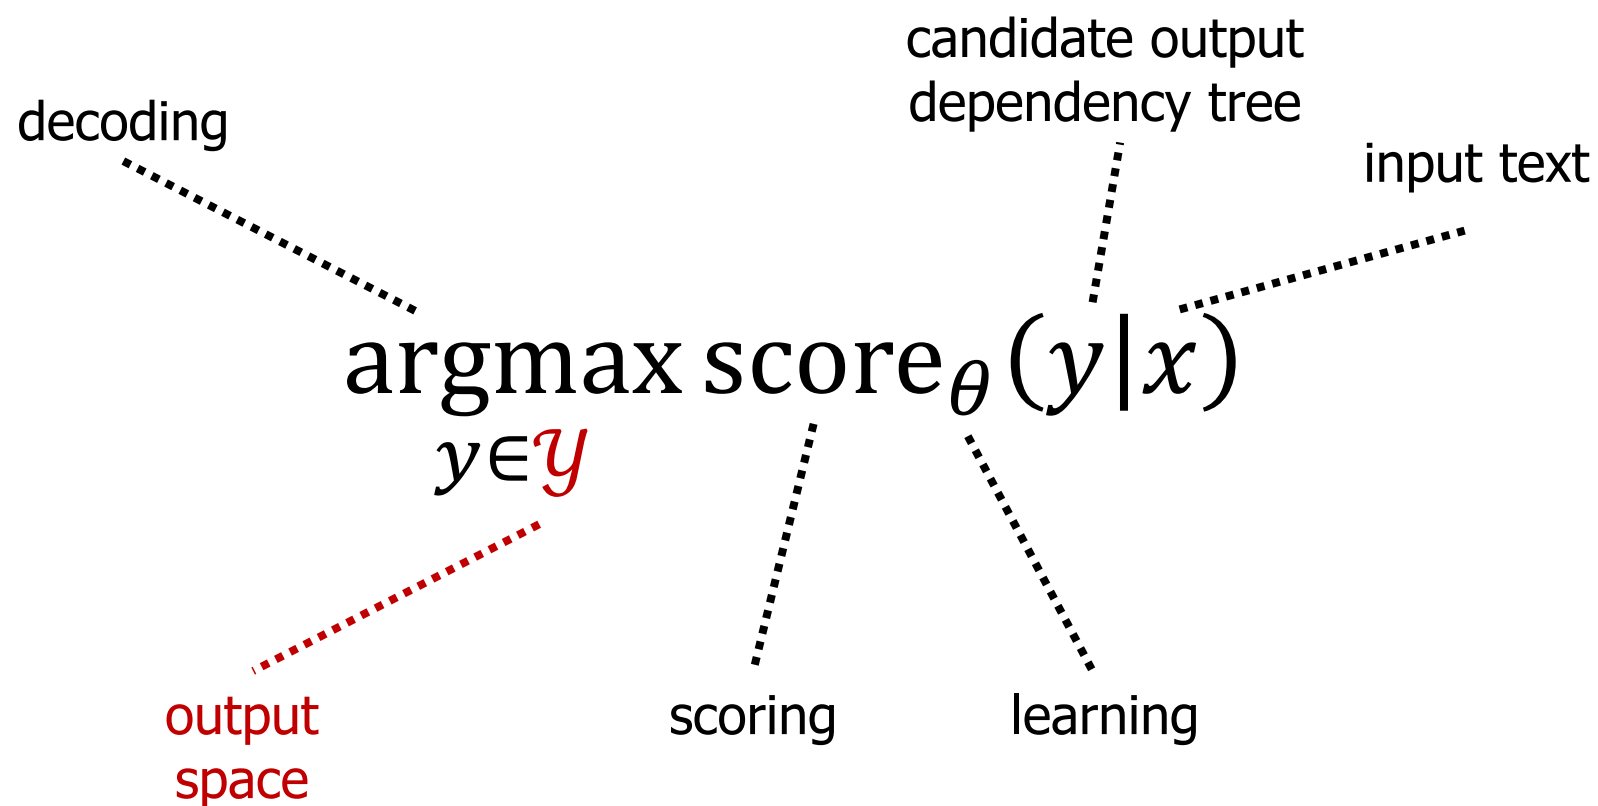 candidate output
dependency tree
decoding
input text
argmax score_θ (y|x)
y∈𝒴
output
space
scoring
learning